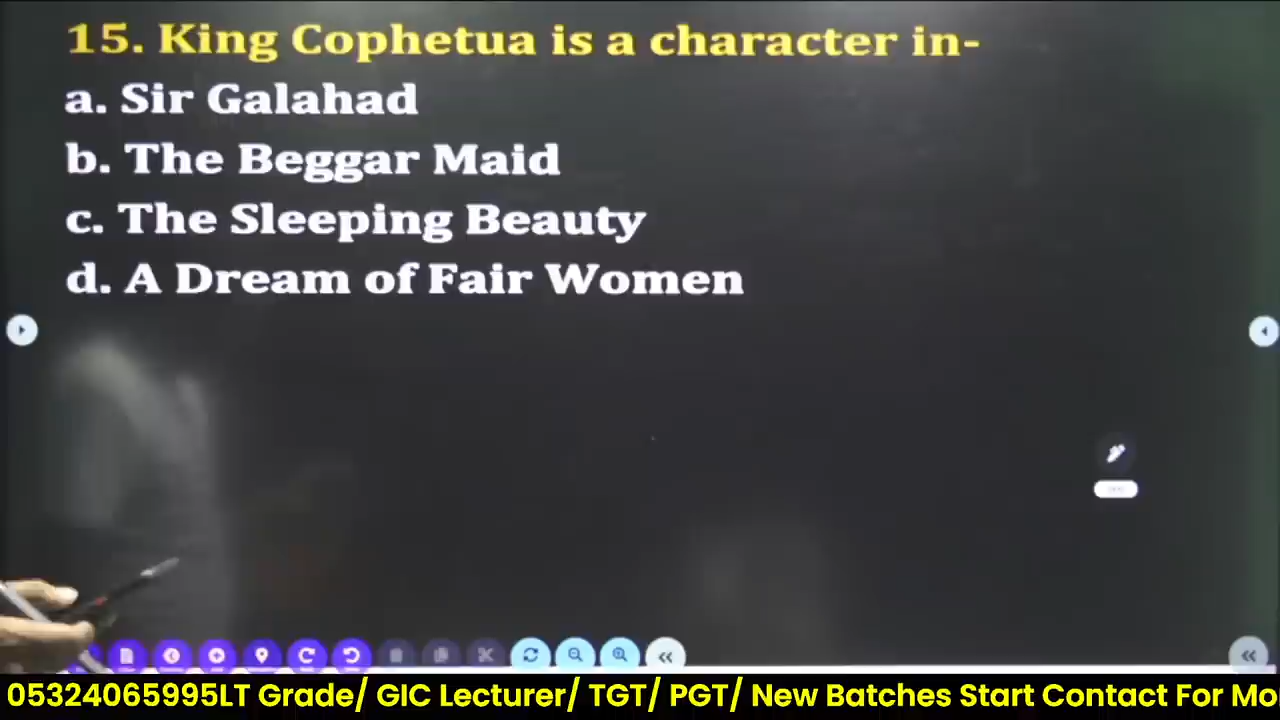 15. King Cophetua is a character in-
a. Sir Galahad
b. The Beggar Maid
c. The Sleeping Beauty
d. A Dream of Fair Women
05324065995LT Grade/ GIC Lecturer/ TGT/ PGT/ New Batches Start Contact For Mo